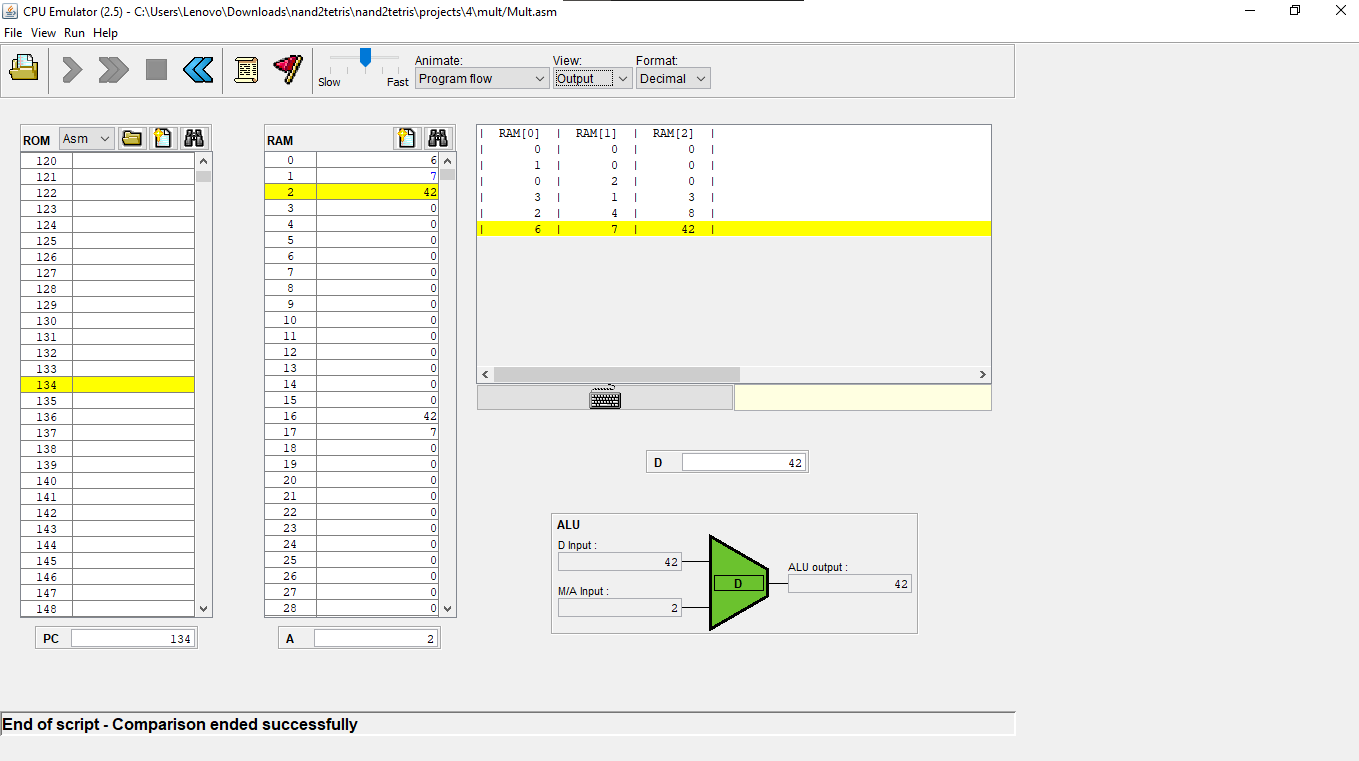 CPU Emulator (2.5) - C:\Users\Lenovo\Downloads\nand2tetris\nand2tetris\projects\4\mult/Mult.asm
File View Run Help
Slow Fast
Animate:
Program flow
View:
Output
Format:
Decimal
ROM Asm
120
121
122
123
124
125
126
127
128
129
130
131
132
133
134
135
136
137
138
139
140
141
142
143
144
145
146
147
148
PC 134
RAM
0 6
1 7
2 42
3 0
4 0
5 0
6 0
7 0
8 0
9 0
10 0
11 0
12 0
13 0
14 0
15 0
16 42
17 7
18 0
19 0
20 0
21 0
22 0
23 0
24 0
25 0
26 0
27 0
28 0
A 2
| RAM[0] | RAM[1] | RAM[2] |
| 0 | 0 | 0 |
| 1 | 0 | 0 |
| 0 | 2 | 0 |
| 3 | 1 | 3 |
| 2 | 4 | 8 |
| 6 | 7 | 42 |
D 42
ALU
D Input :
42
M/A Input :
2
D
ALU output :
42
End of script - Comparison ended successfully